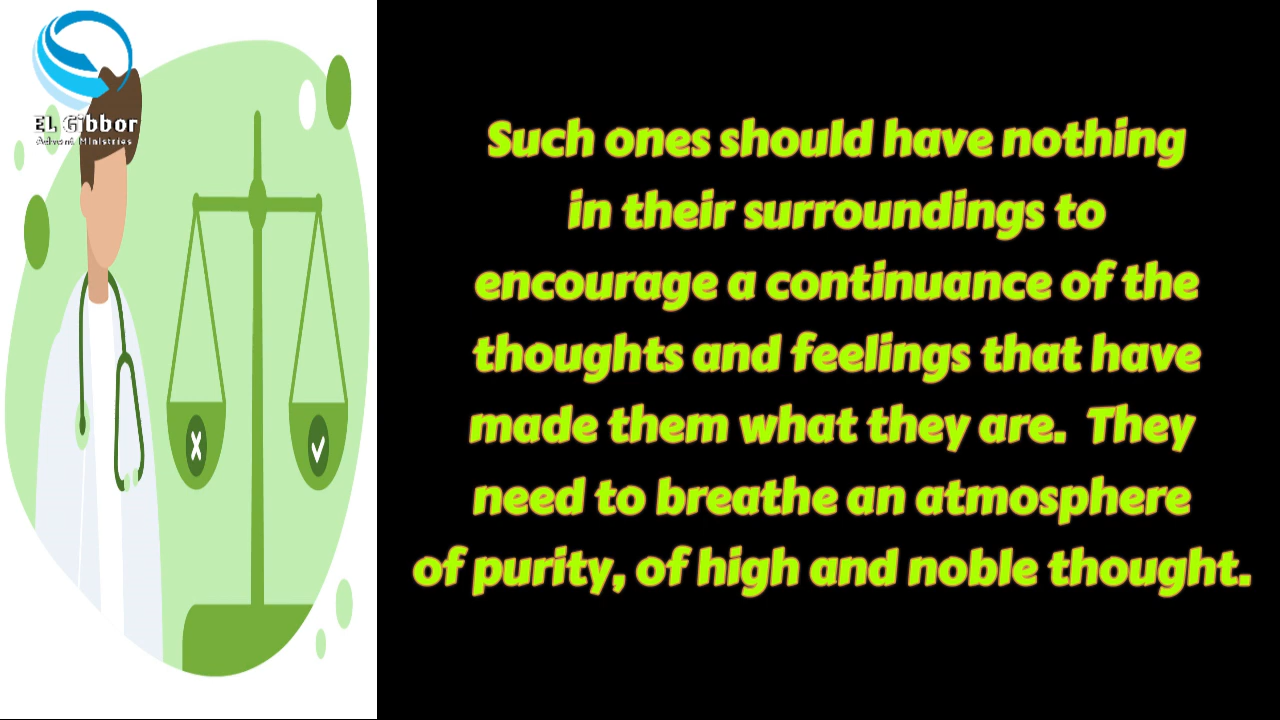 EL Gibbor
Advent Ministries
Such ones should have nothing
in their surroundings to
encourage a continuance of the
thoughts and feelings that have
made them what they are.  They
need to breathe an atmosphere
of purity, of high and noble thought.